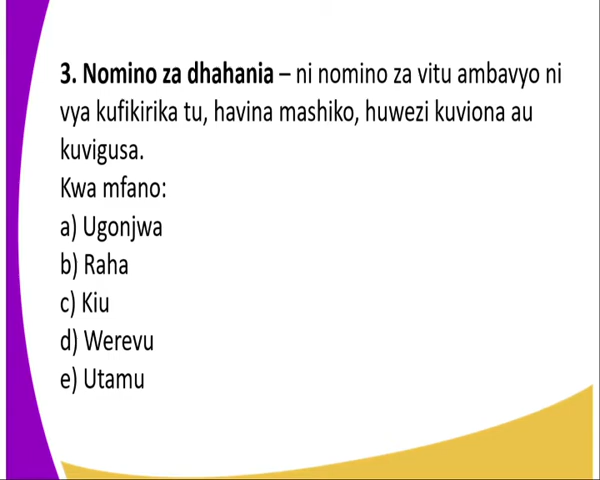 3. Nomino za dhahania – ni nomino za vitu ambavyo ni
vya kufikirika tu, havina mashiko, huwezi kuviona au
kuvigusa.
Kwa mfano:
a) Ugonjwa
b) Raha
c) Kiu
d) Werevu
e) Utamu